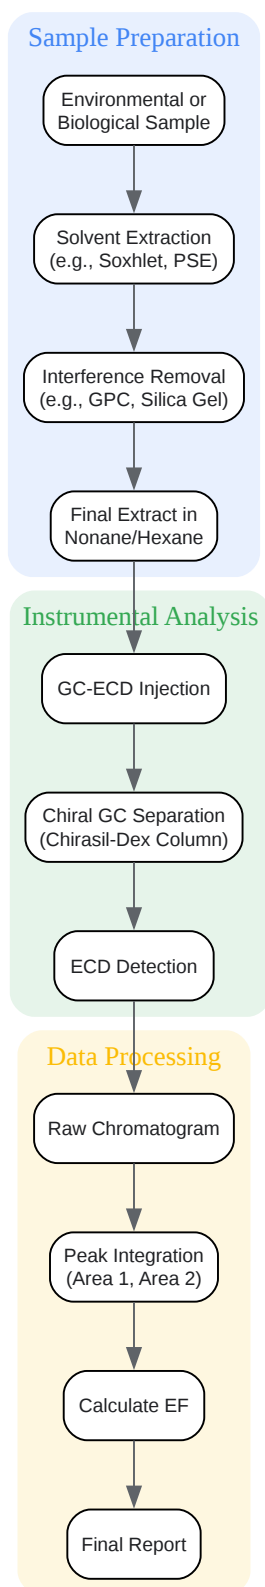 Sample Preparation
Environmental or
Biological Sample
Solvent Extraction
(e.g., Soxhlet, PSE)
Interference Removal
(e.g., GPC, Silica Gel)
Final Extract in
Nonane/Hexane
Instrumental Analysis
GC-ECD Injection
Chiral GC Separation
(Chirasil-Dex Column)
ECD Detection
Data Processing
Raw Chromatogram
Peak Integration
(Area 1, Area 2)
Calculate EF
Final Report